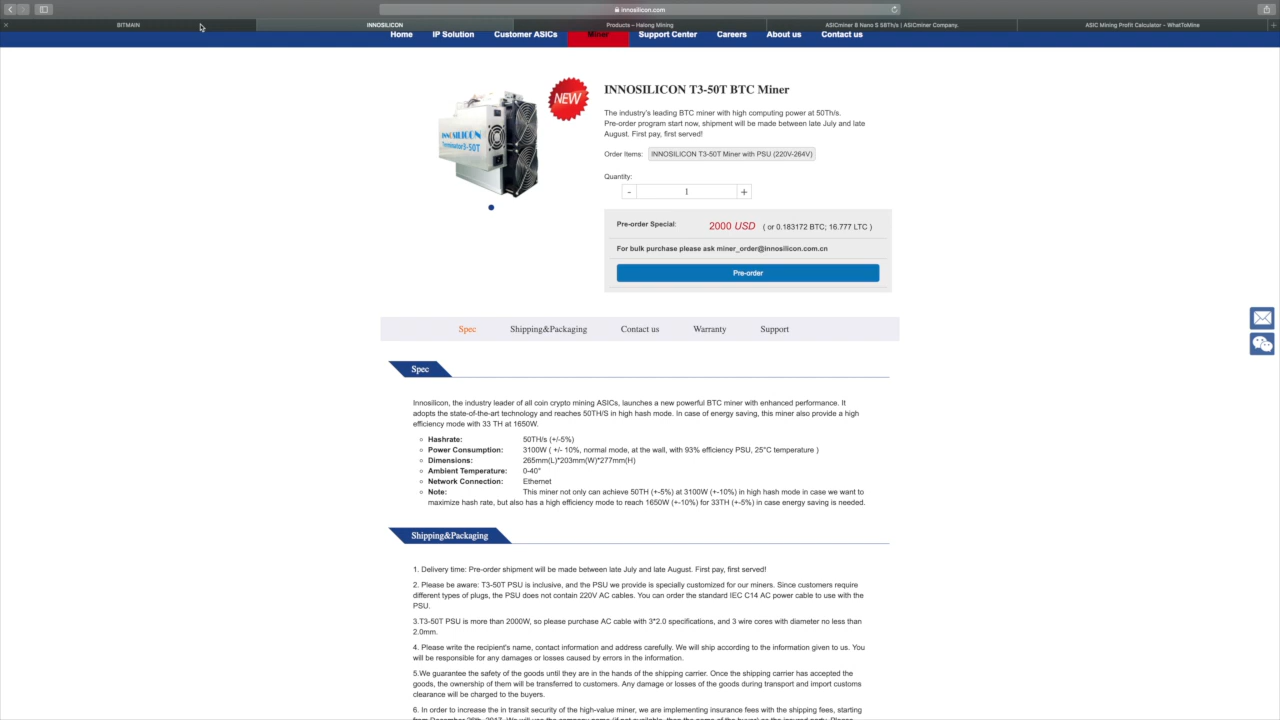 innosilicon.com
BITMAIN
INNOSILICON
Products – Halong Mining
ASICminer 8 Nano S 58Th/s | ASICminer Company.
ASIC Mining Profit Calculator - WhatToMine
Home
IP Solution
Customer ASICs
Miner
Support Center
Careers
About us
Contact us
INNOSILICON
Terminator3-50T
NEW
INNOSILICON T3-50T BTC Miner
The industry's leading BTC miner with high computing power at 50Th/s.
Pre-order program start now, shipment will be made between late July and late
August. First pay, first served!
Order Items: INNOSILICON T3-50T Miner with PSU (220V-264V)
Quantity:
- 1 +
Pre-order Special: 2000 USD ( or 0.183172 BTC; 16.777 LTC )
For bulk purchase please ask miner_order@innosilicon.com.cn
Pre-order
Spec
Shipping&Packaging
Contact us
Warranty
Support
Spec
Innosilicon, the industry leader of all coin crypto mining ASICs, launches a new powerful BTC miner with enhanced performance. It
adopts the state-of-the-art technology and reaches 50TH/S in high hash mode. In case of energy saving, this miner also provide a high
efficiency mode with 33 TH at 1650W.
Hashrate: 50TH/s (+/-5%)
Power Consumption: 3100W ( +/- 10%, normal mode, at the wall, with 93% efficiency PSU, 25°C temperature )
Dimensions: 265mm(L)*203mm(W)*277mm(H)
Ambient Temperature: 0-40°
Network Connection: Ethernet
Note: This miner not only can achieve 50TH (+-5%) at 3100W (+-10%) in high hash mode in case we want to
maximize hash rate, but also has a high efficiency mode to reach 1650W (+-10%) for 33TH (+-5%) in case energy saving is needed.
Shipping&Packaging
1. Delivery time: Pre-order shipment will be made between late July and late August. First pay, first served!
2. Please be aware: T3-50T PSU is inclusive, and the PSU we provide is specially customized for our miners. Since customers require
different types of plugs, the PSU does not contain 220V AC cables. You can order the standard IEC C14 AC power cable to use with the
PSU.
3.T3-50T PSU is more than 2000W, so please purchase AC cable with 3*2.0 specifications, and 3 wire cores with diameter no less than
2.0mm.
4. Please write the recipient's name, contact information and address carefully. We will ship according to the information given to us. You
will be responsible for any damages or losses caused by errors in the information.
5.We guarantee the safety of the goods until they are in the hands of the shipping carrier. Once the shipping carrier has accepted the
goods, the ownership of them will be transferred to customers. Any damage or losses of the goods during transport and import customs
clearance will be charged to the buyers.
6. In order to increase the in transit security of the high-value miner, we are implementing insurance fees with the shipping fees, starting